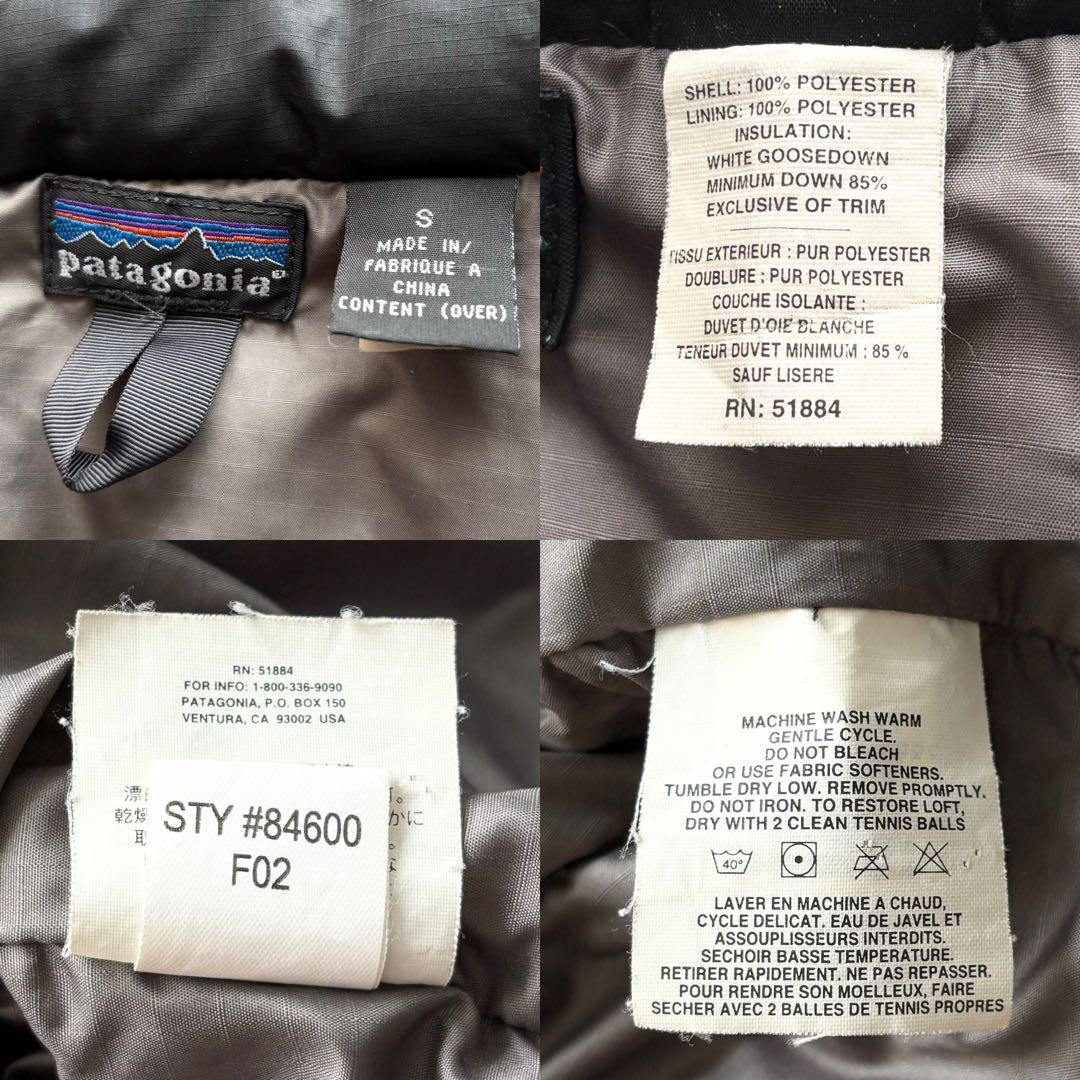 patagonia®
S
MADE IN/
FABRIQUE A
CHINA
CONTENT (OVER)
SHELL: 100% POLYESTER
LINING: 100% POLYESTER
INSULATION:
WHITE GOOSEDOWN
MINIMUM DOWN 85%
EXCLUSIVE OF TRIM
TISSU EXTERIEUR : PUR POLYESTER
DOUBLURE : PUR POLYESTER
COUCHE ISOLANTE :
DUVET D'OIE BLANCHE
TENEUR DUVET MINIMUM : 85 %
SAUF LISERE
RN: 51884
RN: 51884
FOR INFO: 1-800-336-9090
PATAGONIA, P.O. BOX 150
VENTURA, CA 93002 USA
STY #84600
F02
MACHINE WASH WARM
GENTLE CYCLE.
DO NOT BLEACH
OR USE FABRIC SOFTENERS.
TUMBLE DRY LOW. REMOVE PROMPTLY.
DO NOT IRON. TO RESTORE LOFT,
DRY WITH 2 CLEAN TENNIS BALLS
40°
LAVER EN MACHINE A CHAUD,
CYCLE DELICAT. EAU DE JAVEL ET
ASSOUPLISSEURS INTERDITS.
SECHOIR BASSE TEMPERATURE.
RETIRER RAPIDEMENT. NE PAS REPASSER.
POUR RENDRE SON MOELLEUX, FAIRE
SECHER AVEC 2 BALLES DE TENNIS PROPRES